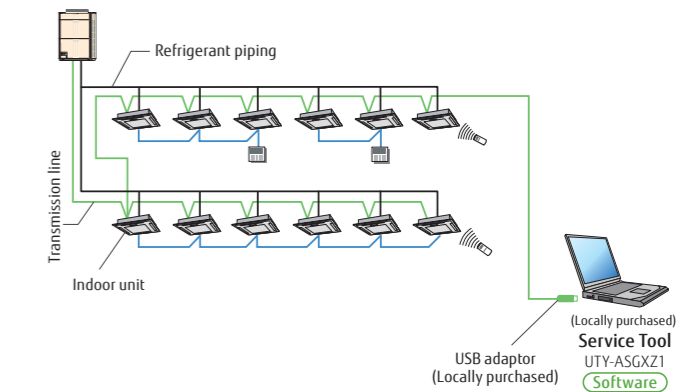 Refrigerant piping
Transmission line
Indoor unit
USB adaptor
(Locally purchased)
(Locally purchased)
Service Tool
UTY-ASGXZ1
Software